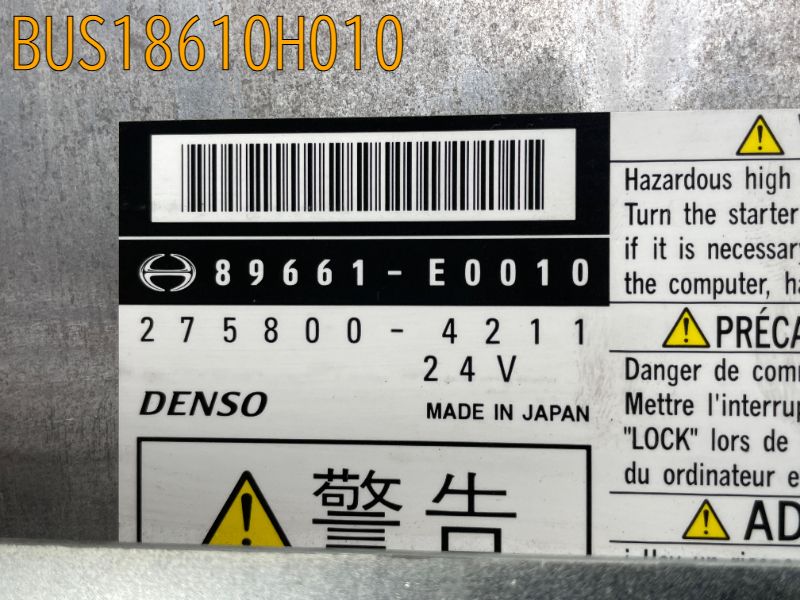 BUS18610H010
89661-E0010
275800-4211
24V
DENSO
MADE IN JAPAN
警告
Hazardous high
Turn the starter
if it is necessary
the computer, ha
PRÉCA
Danger de com
Mettre l'interrup
"LOCK" lors de
du ordinateur e
AD